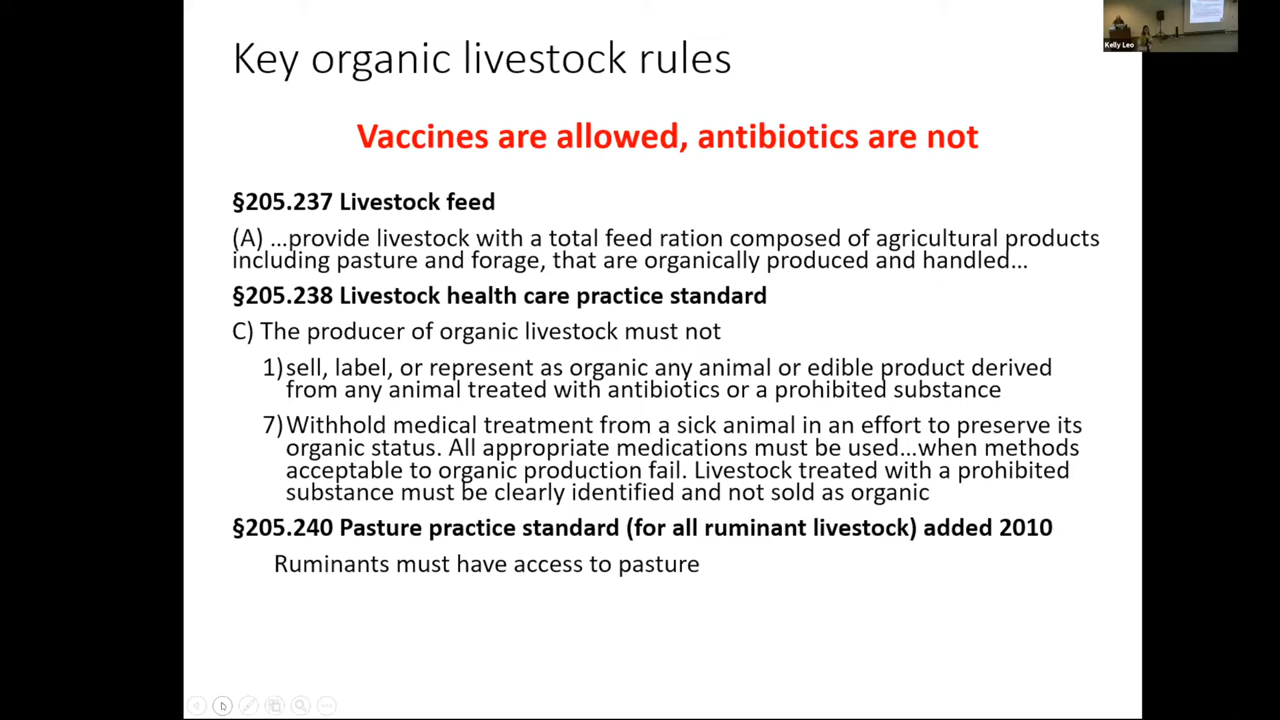 Kelly Leo
Key organic livestock rules
Vaccines are allowed, antibiotics are not
§205.237 Livestock feed
(A) …provide livestock with a total feed ration composed of agricultural products
including pasture and forage, that are organically produced and handled…
§205.238 Livestock health care practice standard
C) The producer of organic livestock must not
1) sell, label, or represent as organic any animal or edible product derived
from any animal treated with antibiotics or a prohibited substance
7) Withhold medical treatment from a sick animal in an effort to preserve its
organic status. All appropriate medications must be used…when methods
acceptable to organic production fail. Livestock treated with a prohibited
substance must be clearly identified and not sold as organic
§205.240 Pasture practice standard (for all ruminant livestock) added 2010
Ruminants must have access to pasture